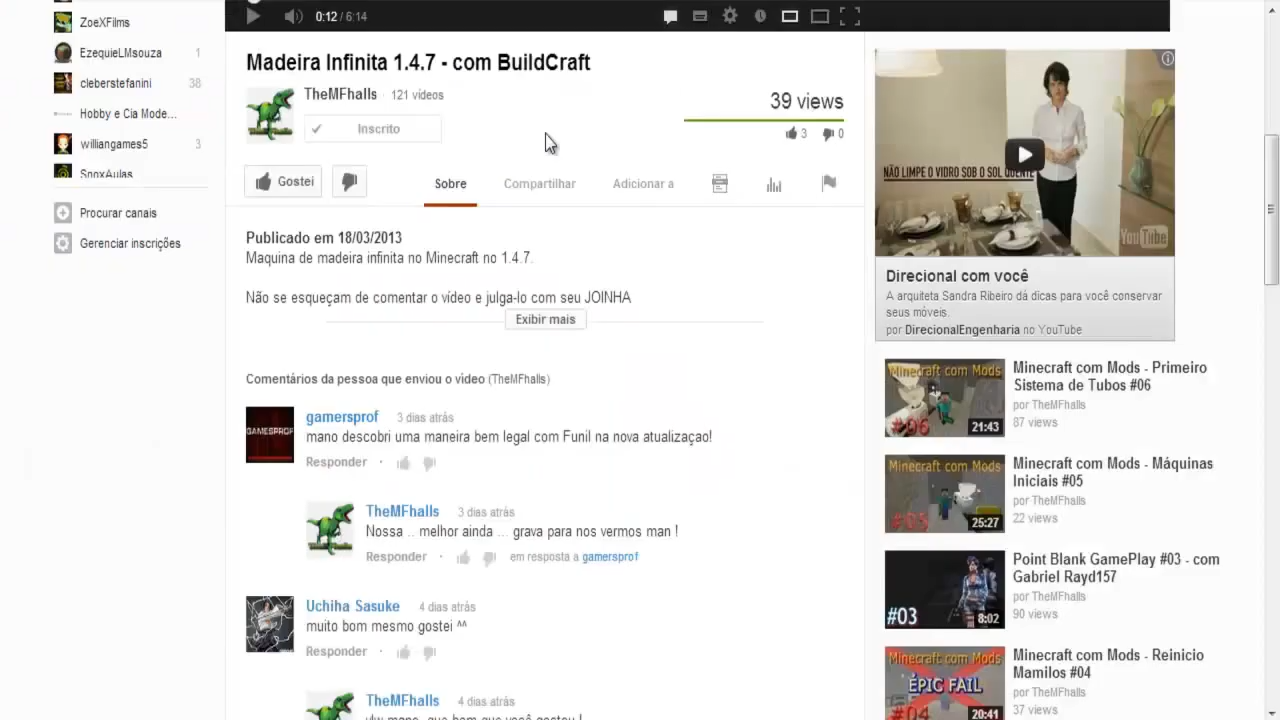 ZoeXFilms
EzequieLMsouza 1
cleberstefanini 38
Hobby e Cia Mode...
williangames5 3
SnoxAulas
Procurar canais
Gerenciar inscrições
0:12 / 6:14
Madeira Infinita 1.4.7 - com BuildCraft
TheMFhalls · 121 vídeos
Inscrito
39 views
3 0
Gostei
Sobre Compartilhar Adicionar a
Publicado em 18/03/2013
Maquina de madeira infinita no Minecraft no 1.4.7.
Não se esqueçam de comentar o vídeo e julga-lo com seu JOINHA
Exibir mais
Comentários da pessoa que enviou o vídeo (TheMFhalls)
GAMESPROF
gamersprof 3 dias atrás
mano descobri uma maneira bem legal com Funil na nova atualizaçao!
Responder ·
TheMFhalls 3 dias atrás
Nossa .. melhor ainda ... grava para nos vermos man !
Responder · em resposta a gamersprof
Uchiha Sasuke 4 dias atrás
muito bom mesmo gostei ^^
Responder ·
TheMFhalls 4 dias atrás
vlw mano, que bom que você gostou !
NÃO LIMPE O VIDRO SOB O SOL QUENTE
YouTube
Direcional com você
A arquiteta Sandra Ribeiro dá dicas para você conservar
seus móveis.
por DirecionalEngenharia no YouTube
Minecraft com Mods
#06
21:43
Minecraft com Mods - Primeiro
Sistema de Tubos #06
por TheMFhalls
87 views
Minecraft com Mods
#05
25:27
Minecraft com Mods - Máquinas
Iniciais #05
por TheMFhalls
22 views
#03
8:02
Point Blank GamePlay #03 - com
Gabriel Rayd157
por TheMFhalls
90 views
Minecraft com Mods
ÉPIC FAIL
#04
20:41
Minecraft com Mods - Reinicio
Mamilos #04
por TheMFhalls
37 views